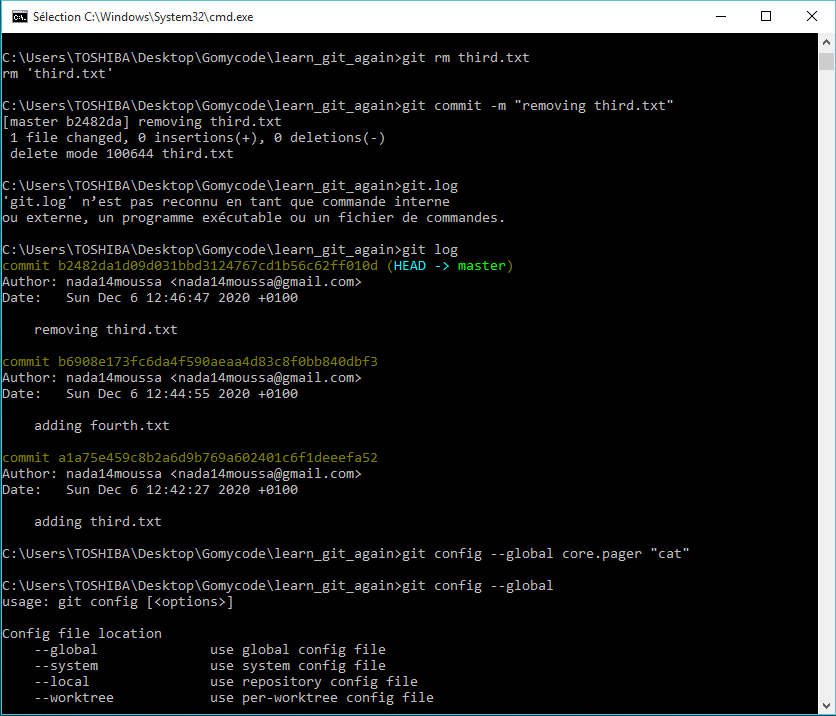 Sélection C:\Windows\System32\cmd.exe
C:\Users\TOSHIBA\Desktop\Gomycode\learn_git_again>git rm third.txt
rm 'third.txt'
C:\Users\TOSHIBA\Desktop\Gomycode\learn_git_again>git commit -m "removing third.txt"
[master b2482da] removing third.txt
 1 file changed, 0 insertions(+), 0 deletions(-)
 delete mode 100644 third.txt
C:\Users\TOSHIBA\Desktop\Gomycode\learn_git_again>git.log
'git.log' n’est pas reconnu en tant que commande interne
ou externe, un programme exécutable ou un fichier de commandes.
C:\Users\TOSHIBA\Desktop\Gomycode\learn_git_again>git log
commit b2482da1d09d031bbd3124767cd1b56c62ff010d (HEAD -> master)
Author: nada14moussa <nada14moussa@gmail.com>
Date:   Sun Dec 6 12:46:47 2020 +0100
    removing third.txt
commit b6908e173fc6da4f590aeaa4d83c8f0bb840dbf3
Author: nada14moussa <nada14moussa@gmail.com>
Date:   Sun Dec 6 12:44:55 2020 +0100
    adding fourth.txt
commit a1a75e459c8b2a6d9b769a602401c6f1deeefa52
Author: nada14moussa <nada14moussa@gmail.com>
Date:   Sun Dec 6 12:42:27 2020 +0100
    adding third.txt
C:\Users\TOSHIBA\Desktop\Gomycode\learn_git_again>git config --global core.pager "cat"
C:\Users\TOSHIBA\Desktop\Gomycode\learn_git_again>git config --global
usage: git config [<options>]
Config file location
    --global              use global config file
    --system              use system config file
    --local               use repository config file
    --worktree            use per-worktree config file